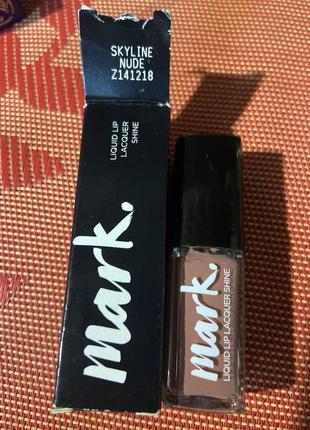 SKYLINE
NUDE
Z141218
mark.
LIQUID LIP
LACQUER SHINE
mark.
LIQUID LIP LACQUER SHINE